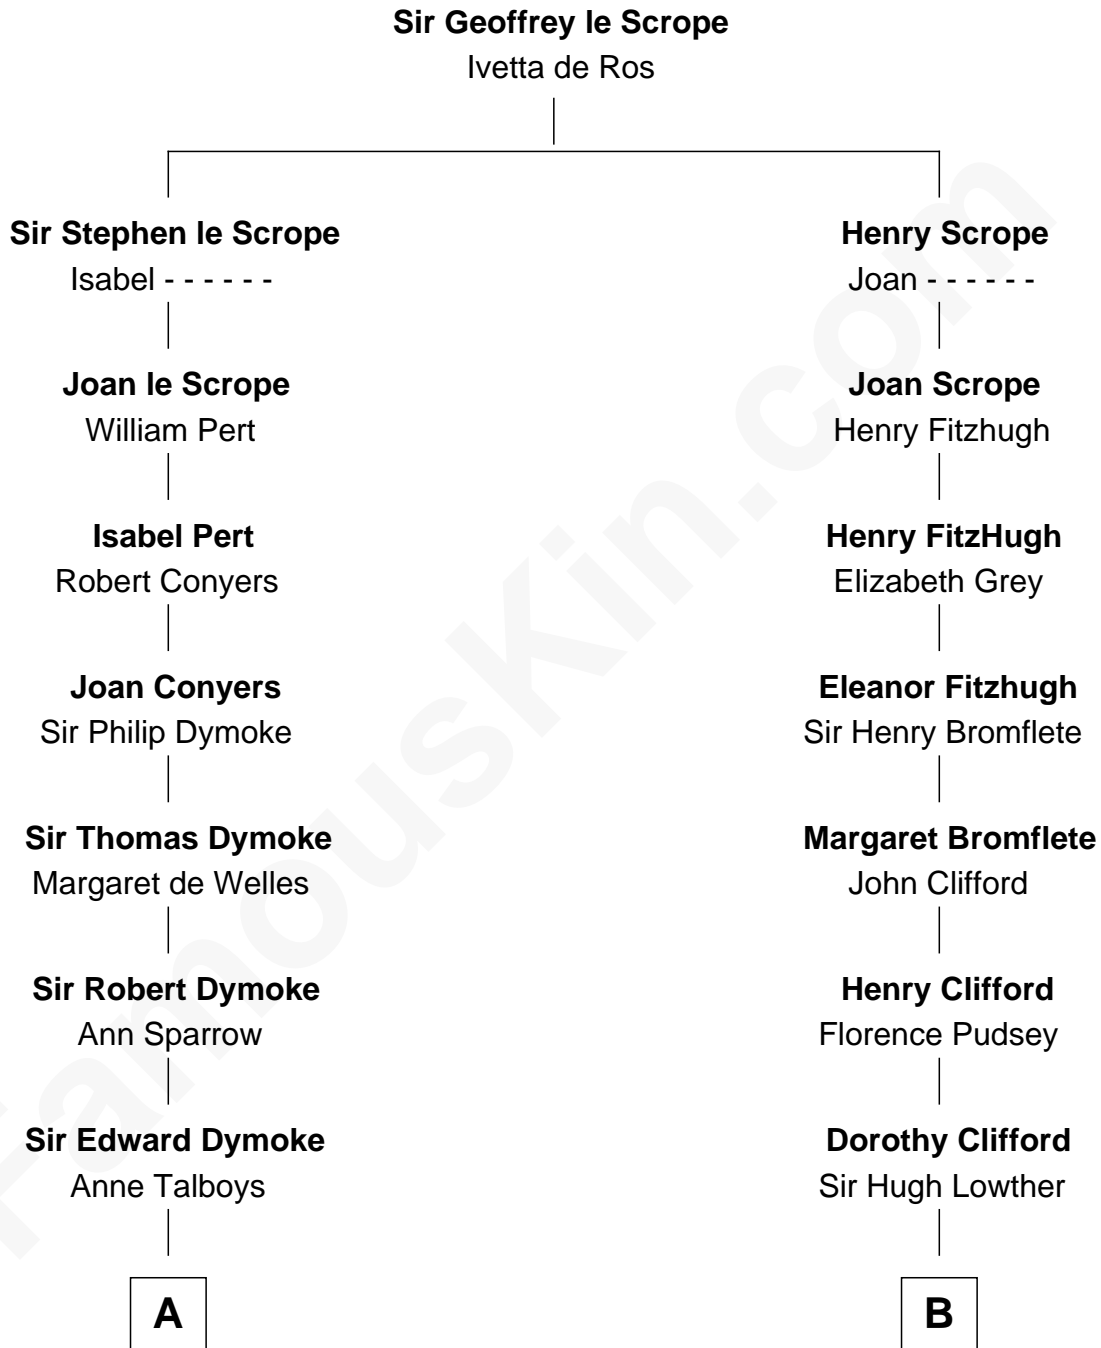 Sir Geoffrey le Scrope
Ivetta de Ros
Sir Stephen le Scrope
Isabel - - - - - -
Joan le Scrope
William Pert
Isabel Pert
Robert Conyers
Joan Conyers
Sir Philip Dymoke
Sir Thomas Dymoke
Margaret de Welles
Sir Robert Dymoke
Ann Sparrow
Sir Edward Dymoke
Anne Talboys
A
Henry Scrope
Joan - - - - - -
Joan Scrope
Henry Fitzhugh
Henry FitzHugh
Elizabeth Grey
Eleanor Fitzhugh
Sir Henry Bromflete
Margaret Bromflete
John Clifford
Henry Clifford
Florence Pudsey
Dorothy Clifford
Sir Hugh Lowther
B
FamousKin.com